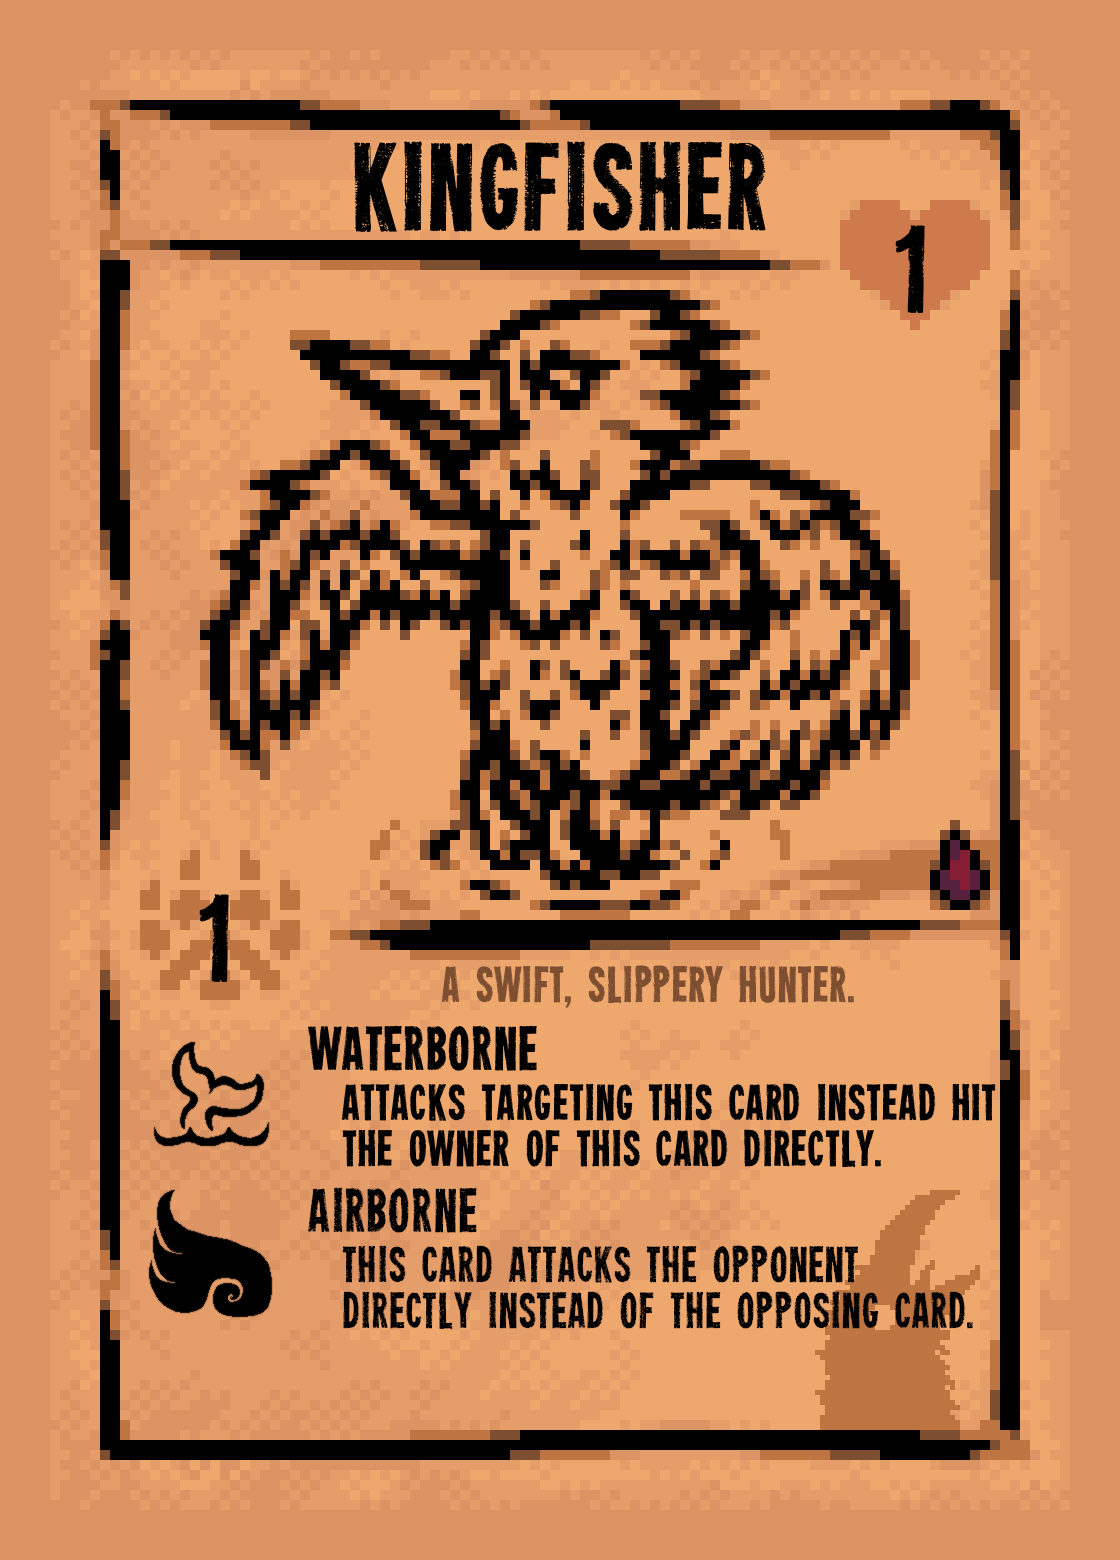 KINGFISHER
1
1
A SWIFT, SLIPPERY HUNTER.
WATERBORNE
ATTACKS TARGETING THIS CARD INSTEAD HIT
THE OWNER OF THIS CARD DIRECTLY.
AIRBORNE
THIS CARD ATTACKS THE OPPONENT
DIRECTLY INSTEAD OF THE OPPOSING CARD.